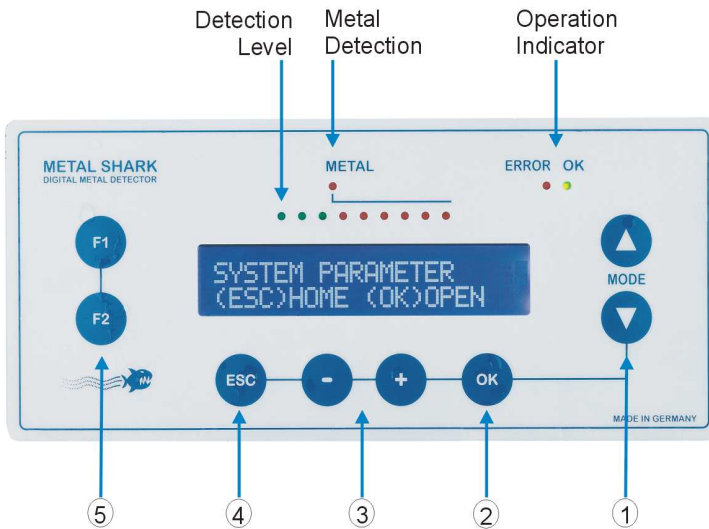 Detection Level
Metal Detection
Operation Indicator
METAL SHARK
DIGITAL METAL DETECTOR
METAL
ERROR OK
F1
F2
MODE
SYSTEM PARAMETER
(ESC)HOME (OK)OPEN
ESC
-
+
OK
MADE IN GERMANY
5
4
3
2
1